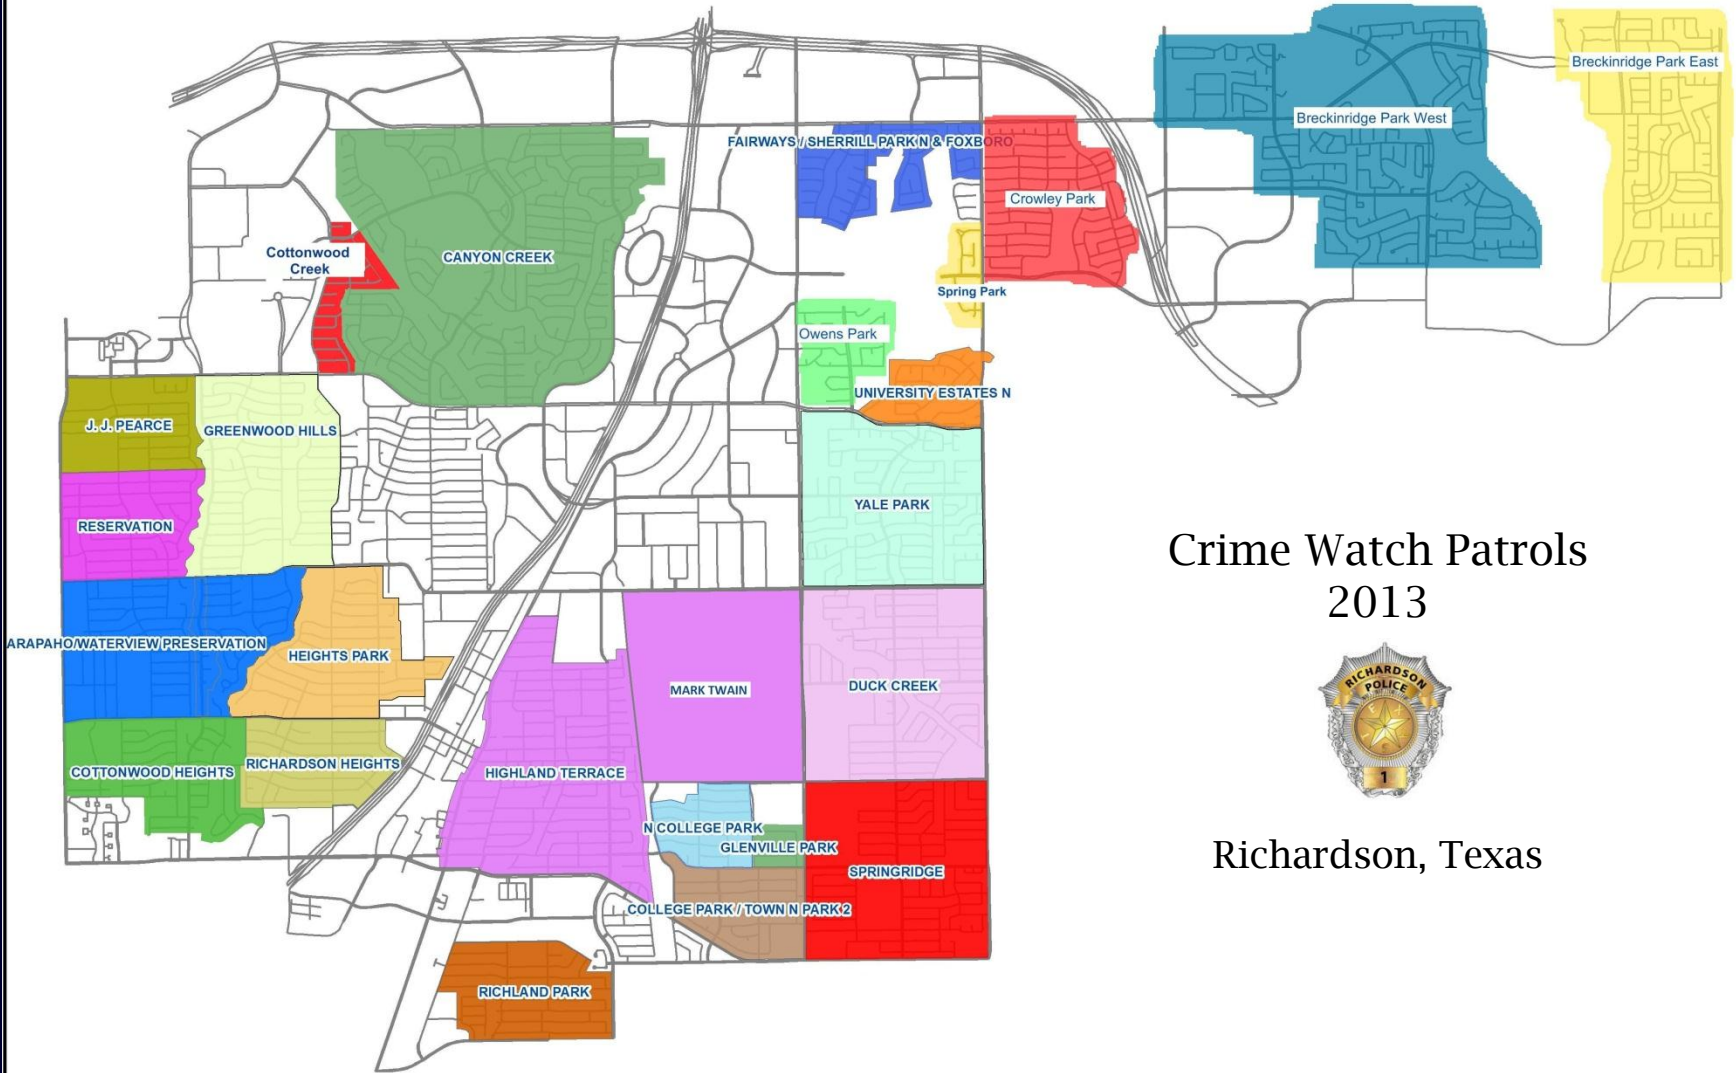 Breckinridge Park East
Breckinridge Park West
FAIRWAYS / SHERRILL PARK N & FOXBORO
Crowley Park
Cottonwood
Creek
CANYON CREEK
Spring Park
Owens Park
UNIVERSITY ESTATES N
J. J. PEARCE
GREENWOOD HILLS
YALE PARK
RESERVATION
Crime Watch Patrols
2013
ARAPAHO/WATERVIEW PRESERVATION
HEIGHTS PARK
MARK TWAIN
DUCK CREEK
RICHARDSON
POLICE
1
COTTONWOOD HEIGHTS
RICHARDSON HEIGHTS
HIGHLAND TERRACE
N COLLEGE PARK
GLENVILLE PARK
SPRINGRIDGE
Richardson, Texas
COLLEGE PARK / TOWN N PARK 2
RICHLAND PARK